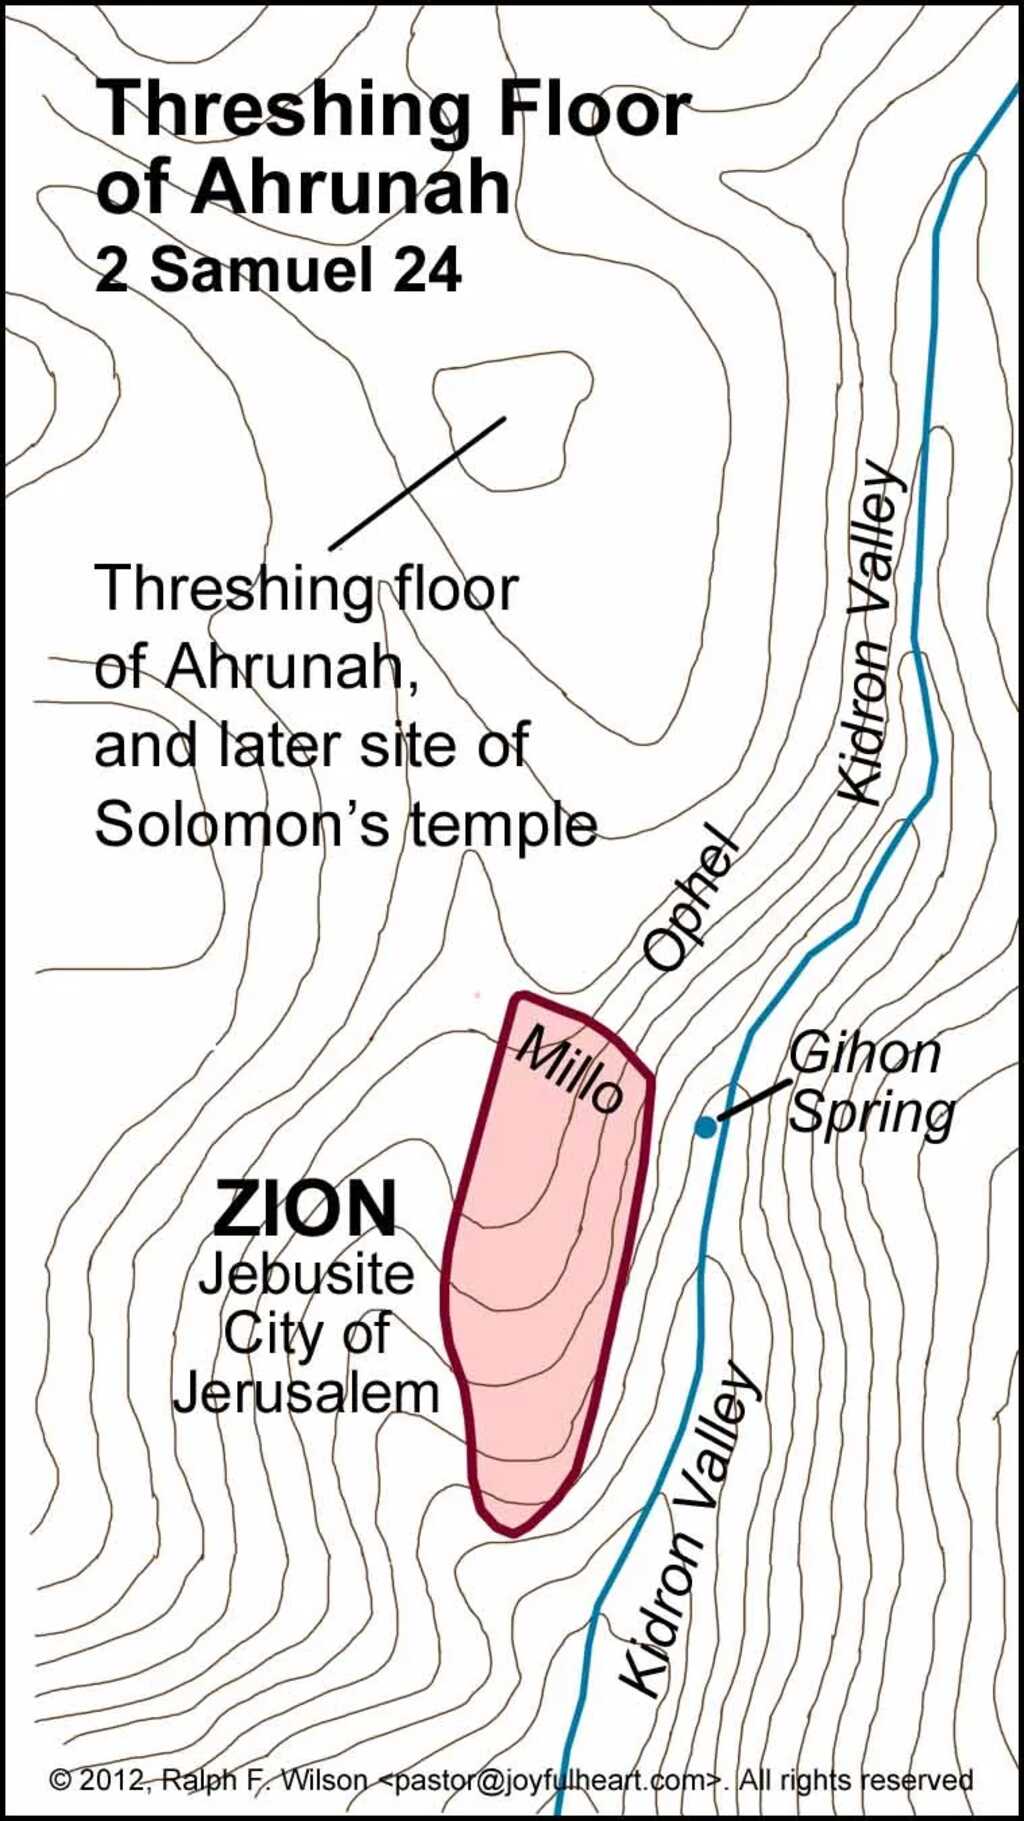 Threshing Floor
of Ahrunah
2 Samuel 24
Threshing floor
of Ahrunah,
and later site of
Solomon's temple
Kidron Valley
Ophel
Millo
Gihon
Spring
ZION
Jebusite
City of
Jerusalem
Kidron Valley
© 2012, Ralph F. Wilson <pastor@joyfulheart.com>. All rights reserved